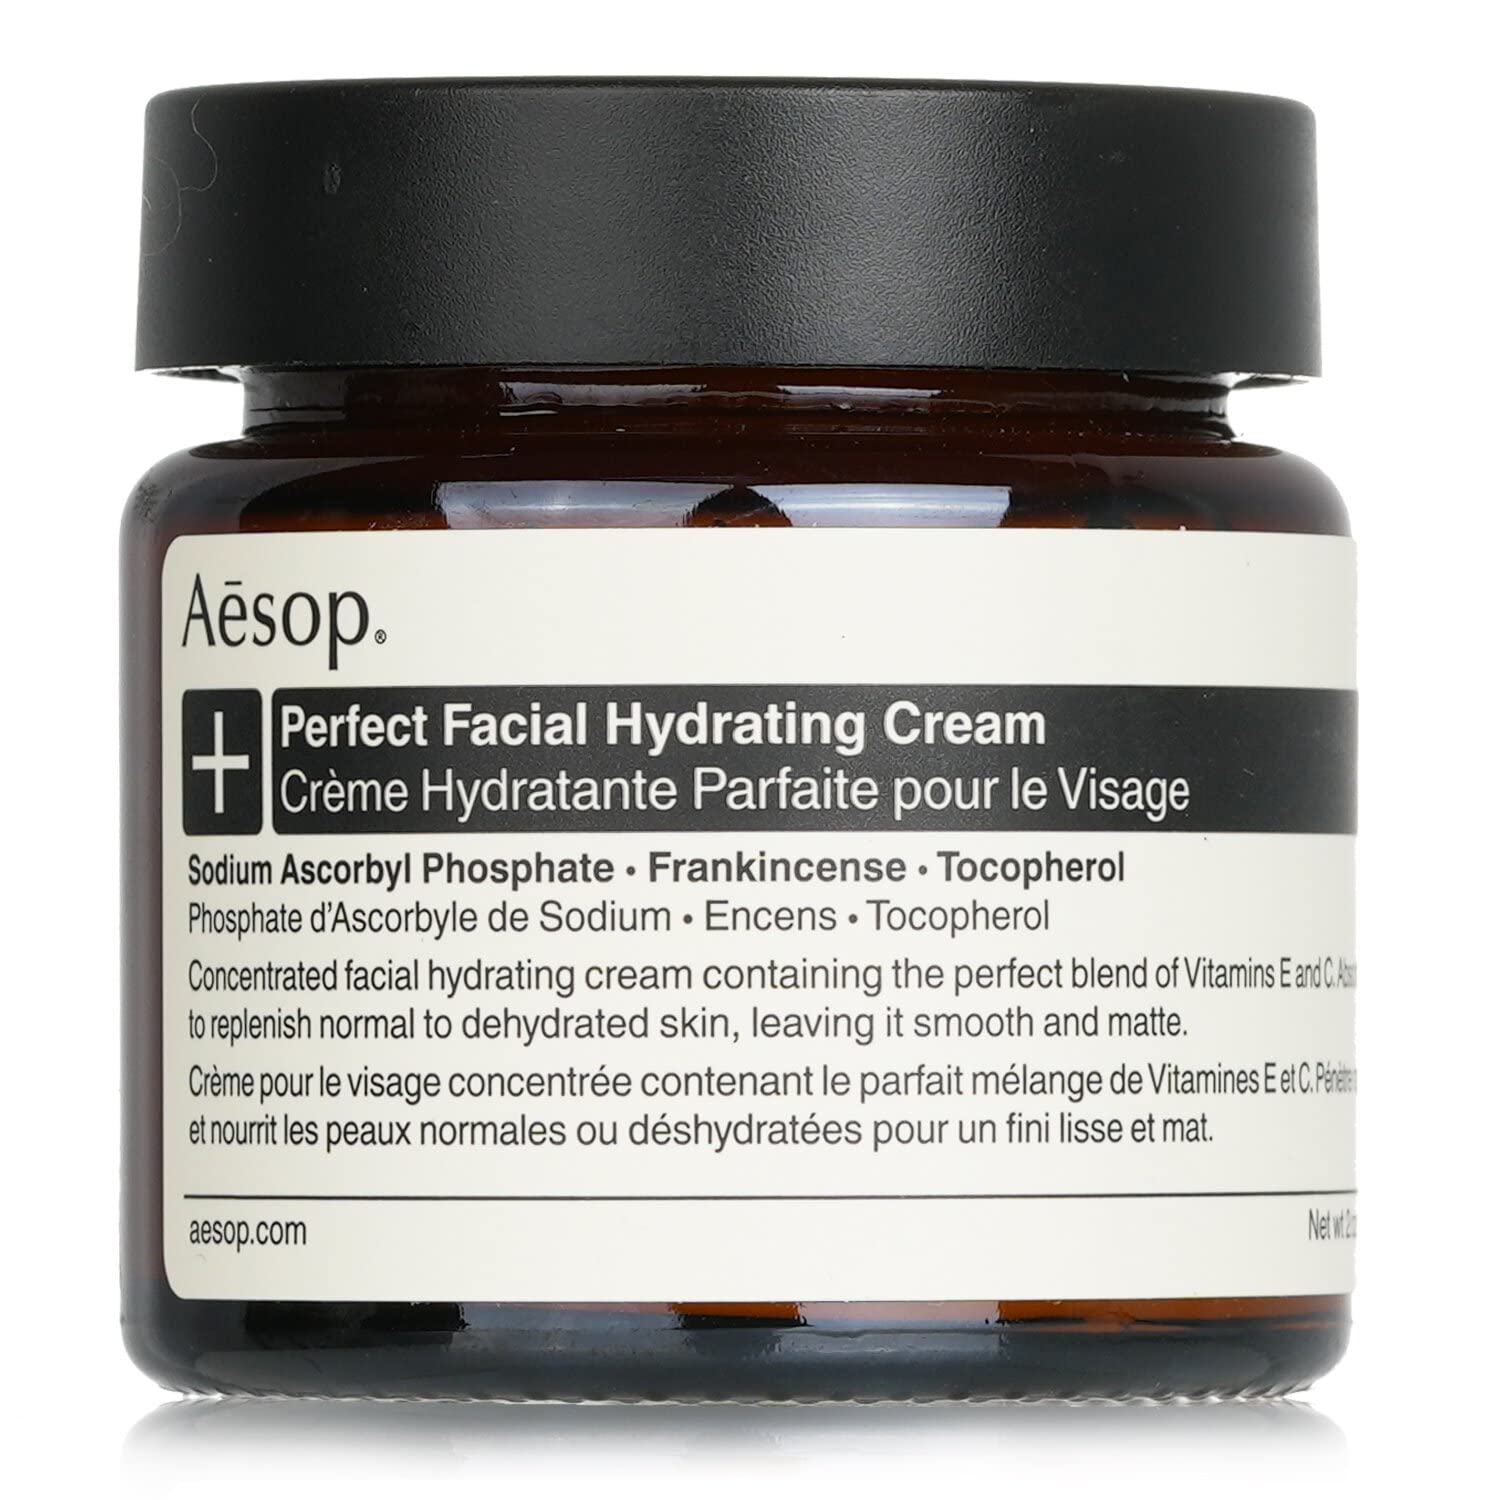 Aēsop.®
Perfect Facial Hydrating Cream
Crème Hydratante Parfaite pour le Visage
Sodium Ascorbyl Phosphate • Frankincense • Tocopherol
Phosphate d'Ascorbyle de Sodium • Encens • Tocopherol
Concentrated facial hydrating cream containing the perfect blend of Vitamins E and C.
to replenish normal to dehydrated skin, leaving it smooth and matte.
Crème pour le visage concentrée contenant le parfait mélange de Vitamines E et C. Pénètre
et nourrit les peaux normales ou déshydratées pour un fini lisse et mat.
aesop.com
Net wt 2